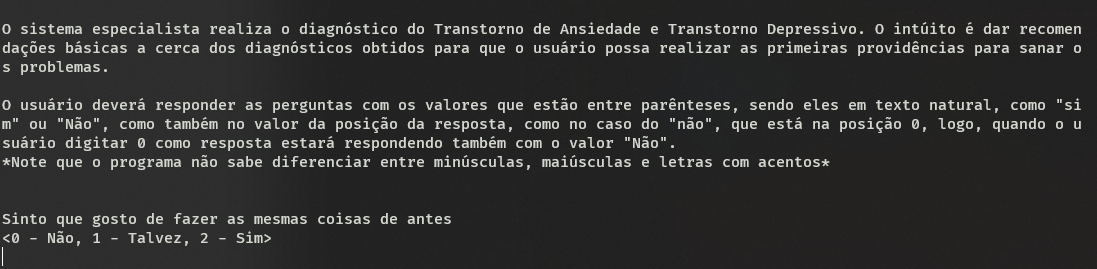 O sistema especialista realiza o diagnóstico do Transtorno de Ansiedade e Transtorno Depressivo. O intúito é dar recomen
dações básicas a cerca dos diagnósticos obtidos para que o usuário possa realizar as primeiras providências para sanar o
s problemas.
O usuário deverá responder as perguntas com os valores que estão entre parênteses, sendo eles em texto natural, como "si
m" ou "Não", como também no valor da posição da resposta, como no caso do "não", que está na posição 0, logo, quando o u
suário digitar 0 como resposta estará respondendo também com o valor "Não".
*Note que o programa não sabe diferenciar entre minúsculas, maiúsculas e letras com acentos*
Sinto que gosto de fazer as mesmas coisas de antes
<0 - Não, 1 - Talvez, 2 - Sim>